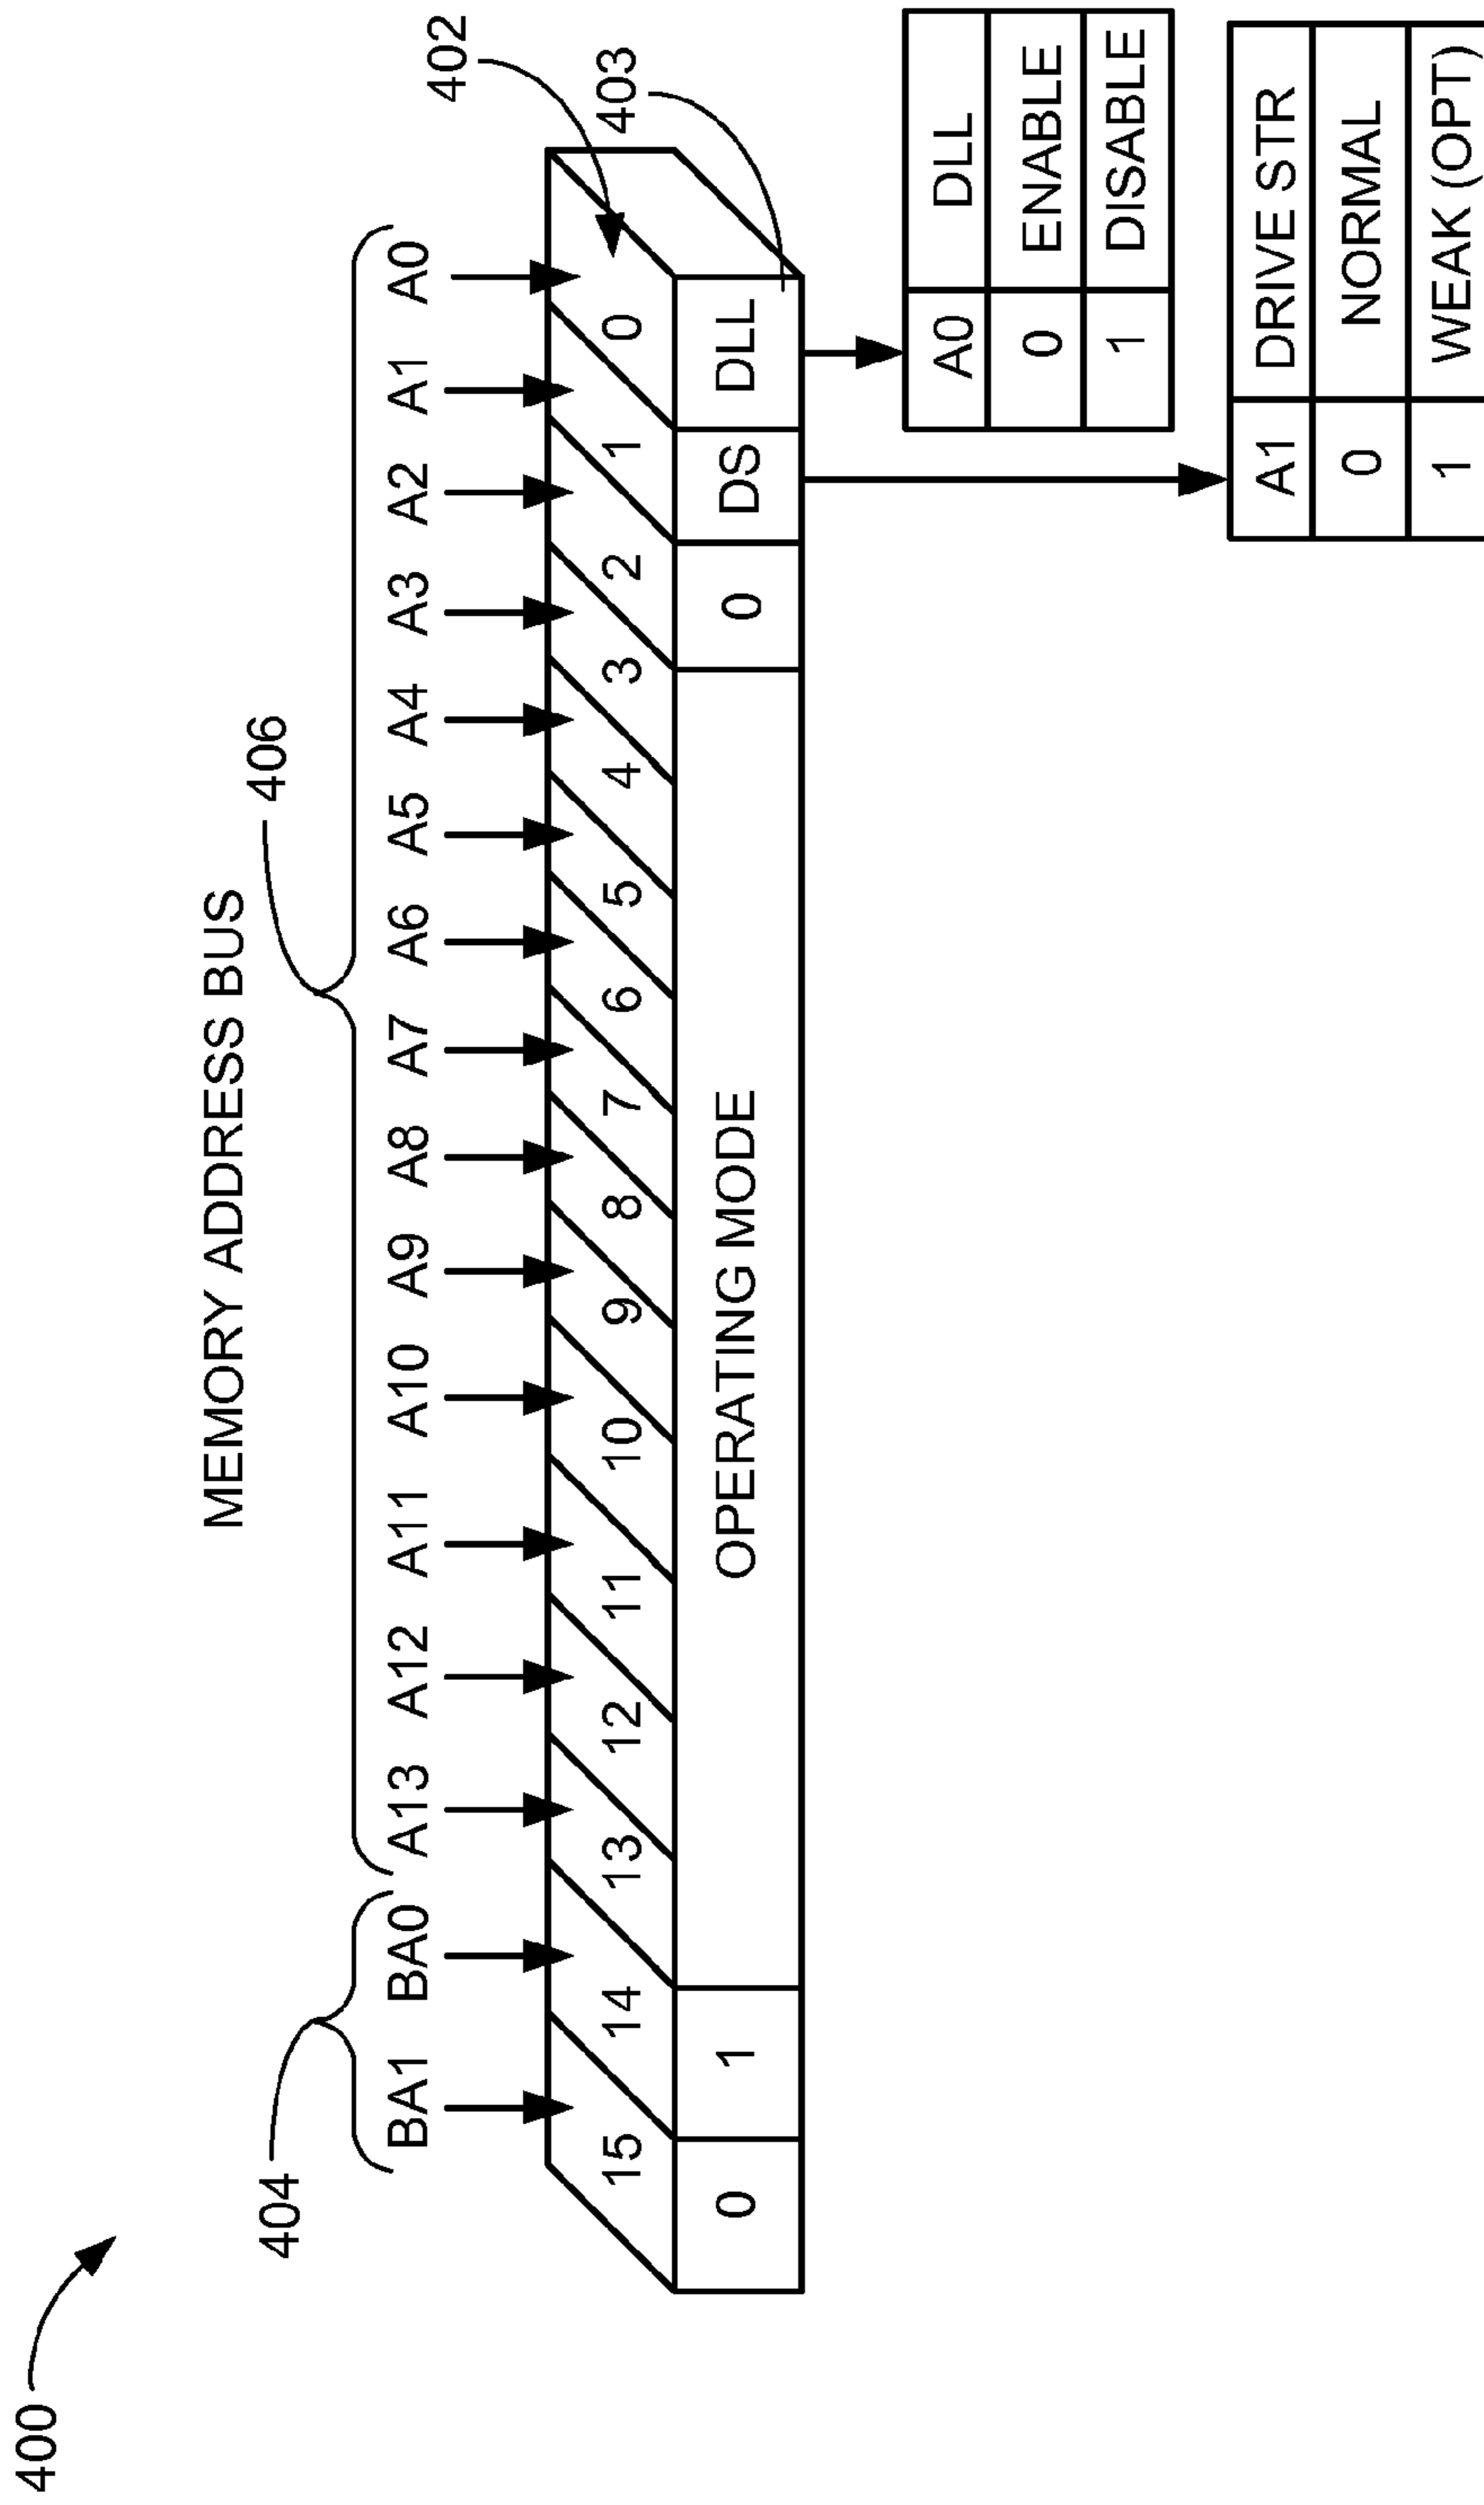 400
MEMORY ADDRESS BUS
404
406
402
BA1 BA0 A13 A12 A11 A10 A9 A8 A7 A6 A5 A4 A3 A2 A1 A0
403
15 14 13 12 11 10 9 8 7 6 5 4 3 2 1 0
0 1 OPERATING MODE 0 DS DLL
A0 DLL
0 ENABLE
1 DISABLE
A1 DRIVE STR
0 NORMAL
1 WEAK (OPT)